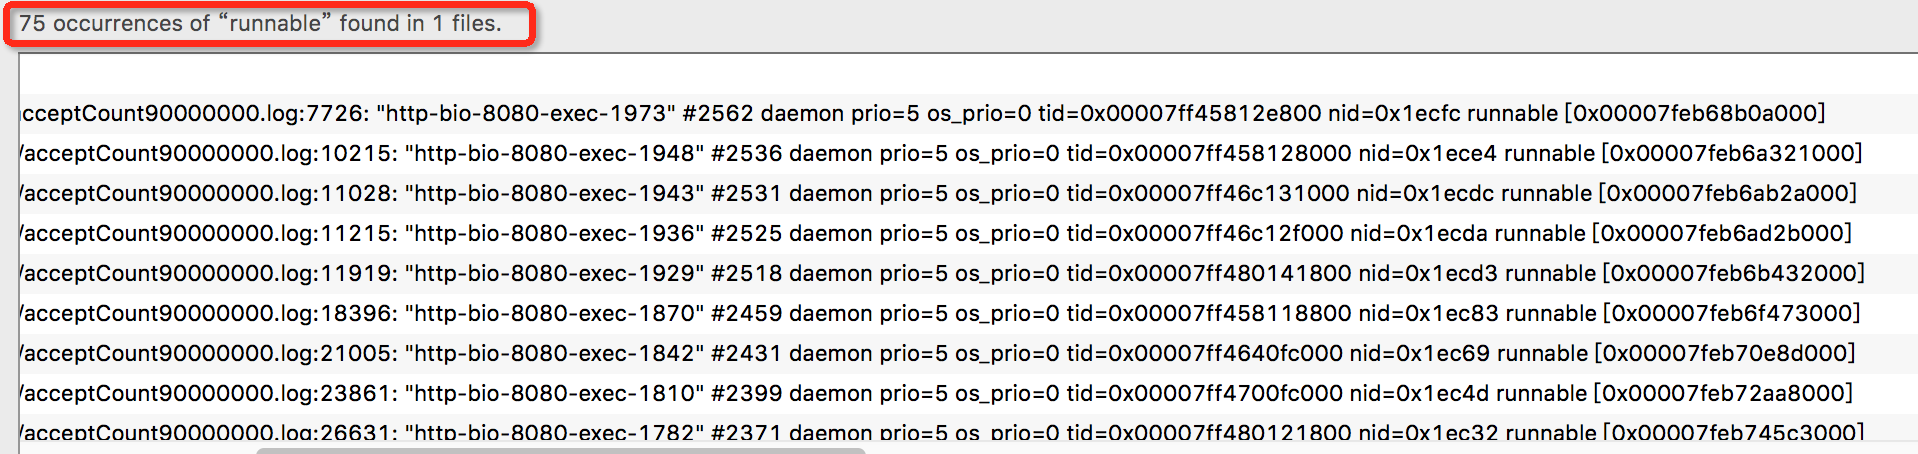 75 occurrences of “runnable” found in 1 files.
acceptCount90000000.log:7726: "http-bio-8080-exec-1973" #2562 daemon prio=5 os_prio=0 tid=0x00007ff45812e800 nid=0x1ecfc runnable [0x00007feb68b0a000]
/acceptCount90000000.log:10215: "http-bio-8080-exec-1948" #2536 daemon prio=5 os_prio=0 tid=0x00007ff458128000 nid=0x1ece4 runnable [0x00007feb6a321000]
/acceptCount90000000.log:11028: "http-bio-8080-exec-1943" #2531 daemon prio=5 os_prio=0 tid=0x00007ff46c131000 nid=0x1ecdc runnable [0x00007feb6ab2a000]
/acceptCount90000000.log:11215: "http-bio-8080-exec-1936" #2525 daemon prio=5 os_prio=0 tid=0x00007ff46c12f000 nid=0x1ecda runnable [0x00007feb6ad2b000]
/acceptCount90000000.log:11919: "http-bio-8080-exec-1929" #2518 daemon prio=5 os_prio=0 tid=0x00007ff480141800 nid=0x1ecd3 runnable [0x00007feb6b432000]
/acceptCount90000000.log:18396: "http-bio-8080-exec-1870" #2459 daemon prio=5 os_prio=0 tid=0x00007ff458118800 nid=0x1ec83 runnable [0x00007feb6f473000]
/acceptCount90000000.log:21005: "http-bio-8080-exec-1842" #2431 daemon prio=5 os_prio=0 tid=0x00007ff4640fc000 nid=0x1ec69 runnable [0x00007feb70e8d000]
/acceptCount90000000.log:23861: "http-bio-8080-exec-1810" #2399 daemon prio=5 os_prio=0 tid=0x00007ff4700fc000 nid=0x1ec4d runnable [0x00007feb72aa8000]
/acceptCount90000000.log:26631: "http-bio-8080-exec-1782" #2371 daemon prio=5 os_prio=0 tid=0x00007ff480121800 nid=0x1ec32 runnable [0x00007feb745c3000]